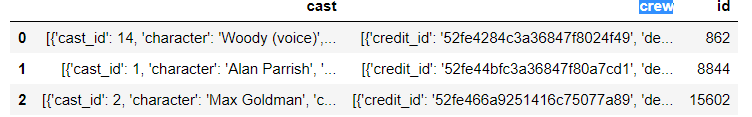 cast crew id
0 [{'cast_id': 14, 'character': 'Woody (voice)',... [{'credit_id': '52fe4284c3a36847f8024f49', 'de... 862
1 [{'cast_id': 1, 'character': 'Alan Parrish', '... [{'credit_id': '52fe44bfc3a36847f80a7cd1', 'de... 8844
2 [{'cast_id': 2, 'character': 'Max Goldman', 'c... [{'credit_id': '52fe466a9251416c75077a89', 'de... 15602